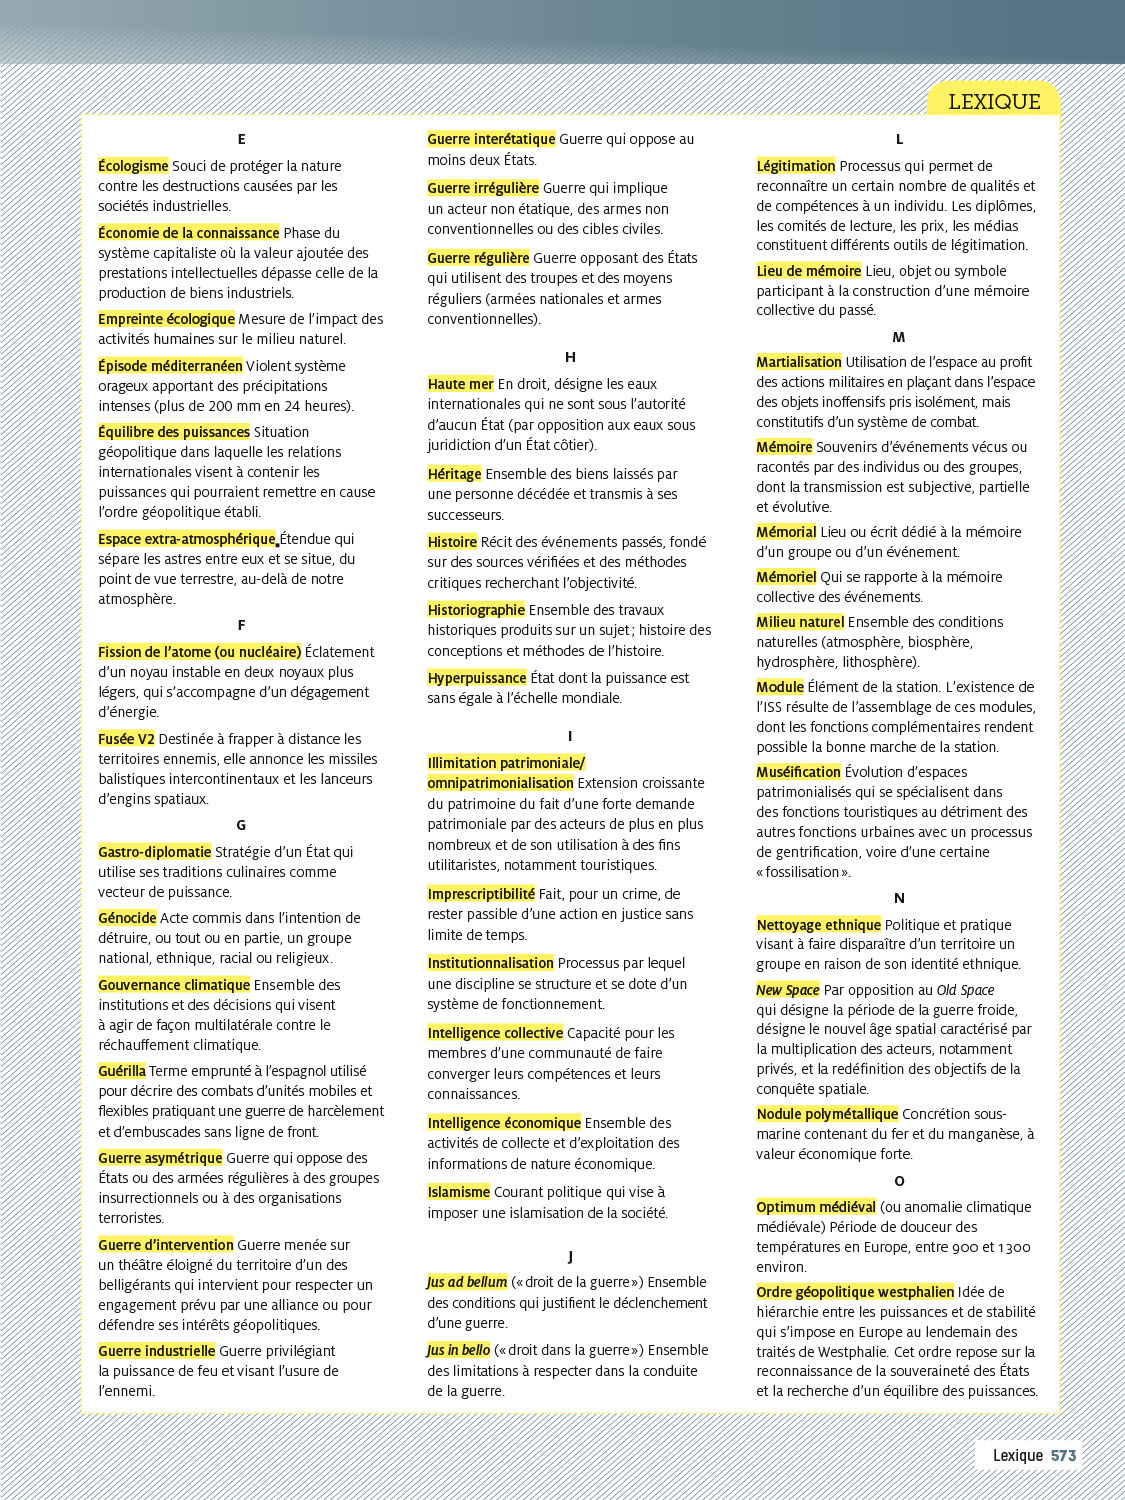 LEXIQUE
E
Écologisme Souci de protéger la nature
contre les destructions causées par les
sociétés industrielles.
Économie de la connaissance Phase du
système capitaliste où la valeur ajoutée des
prestations intellectuelles dépasse celle de la
production de biens industriels.
Empreinte écologique Mesure de l’impact des
activités humaines sur le milieu naturel.
Épisode méditerranéen Violent système
orageux apportant des précipitations
intenses (plus de 200 mm en 24 heures).
Équilibre des puissances Situation
géopolitique dans laquelle les relations
internationales visent à contenir les
puissances qui pourraient remettre en cause
l’ordre géopolitique établi.
Espace extra-atmosphérique Étendue qui
sépare les astres entre eux et se situe, du
point de vue terrestre, au-delà de notre
atmosphère.
F
Fission de l’atome (ou nucléaire) Éclatement
d’un noyau instable en deux noyaux plus
légers, qui s’accompagne d’un dégagement
d’énergie.
Fusée V2 Destinée à frapper à distance les
territoires ennemis, elle annonce les missiles
balistiques intercontinentaux et les lanceurs
d’engins spatiaux.
G
Gastro-diplomatie Stratégie d’un État qui
utilise ses traditions culinaires comme
vecteur de puissance.
Génocide Acte commis dans l’intention de
détruire, ou tout ou en partie, un groupe
national, ethnique, racial ou religieux.
Gouvernance climatique Ensemble des
institutions et des décisions qui visent
à agir de façon multilatérale contre le
réchauffement climatique.
Guérilla Terme emprunté à l’espagnol utilisé
pour décrire des combats d’unités mobiles et
flexibles pratiquant une guerre de harcèlement
et d’embuscades sans ligne de front.
Guerre asymétrique Guerre qui oppose des
États ou des armées régulières à des groupes
insurrectionnels ou à des organisations
terroristes.
Guerre d’intervention Guerre menée sur
un théâtre éloigné du territoire d’un des
belligérants qui intervient pour respecter un
engagement prévu par une alliance ou pour
défendre ses intérêts géopolitiques.
Guerre industrielle Guerre privilégiant
la puissance de feu et visant l’usure de
l’ennemi.
Guerre interétatique Guerre qui oppose au
moins deux États.
Guerre irrégulière Guerre qui implique
un acteur non étatique, des armes non
conventionnelles ou des cibles civiles.
Guerre régulière Guerre opposant des États
qui utilisent des troupes et des moyens
réguliers (armées nationales et armes
conventionnelles).
H
Haute mer En droit, désigne les eaux
internationales qui ne sont sous l’autorité
d’aucun État (par opposition aux eaux sous
juridiction d’un État côtier).
Héritage Ensemble des biens laissés par
une personne décédée et transmis à ses
successeurs.
Histoire Récit des événements passés, fondé
sur des sources vérifiées et des méthodes
critiques recherchant l’objectivité.
Historiographie Ensemble des travaux
historiques produits sur un sujet ; histoire des
conceptions et méthodes de l’histoire.
Hyperpuissance État dont la puissance est
sans égale à l’échelle mondiale.
I
Illimitation patrimoniale/
omnipatrimonialisation Extension croissante
du patrimoine du fait d’une forte demande
patrimoniale par des acteurs de plus en plus
nombreux et de son utilisation à des fins
utilitaristes, notamment touristiques.
Imprescriptibilité Fait, pour un crime, de
rester passible d’une action en justice sans
limite de temps.
Institutionnalisation Processus par lequel
une discipline se structure et se dote d’un
système de fonctionnement.
Intelligence collective Capacité pour les
membres d’une communauté de faire
converger leurs compétences et leurs
connaissances.
Intelligence économique Ensemble des
activités de collecte et d’exploitation des
informations de nature économique.
Islamisme Courant politique qui vise à
imposer une islamisation de la société.
J
Jus ad bellum (« droit de la guerre ») Ensemble
des conditions qui justifient le déclenchement
d’une guerre.
Jus in bello (« droit dans la guerre ») Ensemble
des limitations à respecter dans la conduite
de la guerre.
L
Légitimation Processus qui permet de
reconnaître un certain nombre de qualités et
de compétences à un individu. Les diplômes,
les comités de lecture, les prix, les médias
constituent différents outils de légitimation.
Lieu de mémoire Lieu, objet ou symbole
participant à la construction d’une mémoire
collective du passé.
M
Martialisation Utilisation de l’espace au profit
des actions militaires en plaçant dans l’espace
des objets inoffensifs pris isolément, mais
constitutifs d’un système de combat.
Mémoire Souvenirs d’événements vécus ou
racontés par des individus ou des groupes,
dont la transmission est subjective, partielle
et évolutive.
Mémorial Lieu ou écrit dédié à la mémoire
d’un groupe ou d’un événement.
Mémoriel Qui se rapporte à la mémoire
collective des événements.
Milieu naturel Ensemble des conditions
naturelles (atmosphère, biosphère,
hydrosphère, lithosphère).
Module Élément de la station. L’existence de
l’ISS résulte de l’assemblage de ces modules,
dont les fonctions complémentaires rendent
possible la bonne marche de la station.
Muséification Évolution d’espaces
patrimonialisés qui se spécialisent dans
des fonctions touristiques au détriment des
autres fonctions urbaines avec un processus
de gentrification, voire d’une certaine
« fossilisation ».
N
Nettoyage ethnique Politique et pratique
visant à faire disparaître d’un territoire un
groupe en raison de son identité ethnique.
New Space Par opposition au Old Space
qui désigne la période de la guerre froide,
désigne le nouvel âge spatial caractérisé par
la multiplication des acteurs, notamment
privés, et la redéfinition des objectifs de la
conquête spatiale.
Nodule polymétallique Concrétion sous-
marine contenant du fer et du manganèse, à
valeur économique forte.
O
Optimum médiéval (ou anomalie climatique
médiévale) Période de douceur des
températures en Europe, entre 900 et 1300
environ.
Ordre géopolitique westphalien Idée de
hiérarchie entre les puissances et de stabilité
qui s’impose en Europe au lendemain des
traités de Westphalie. Cet ordre repose sur la
reconnaissance de la souveraineté des États
et la recherche d’un équilibre des puissances.
Lexique 573